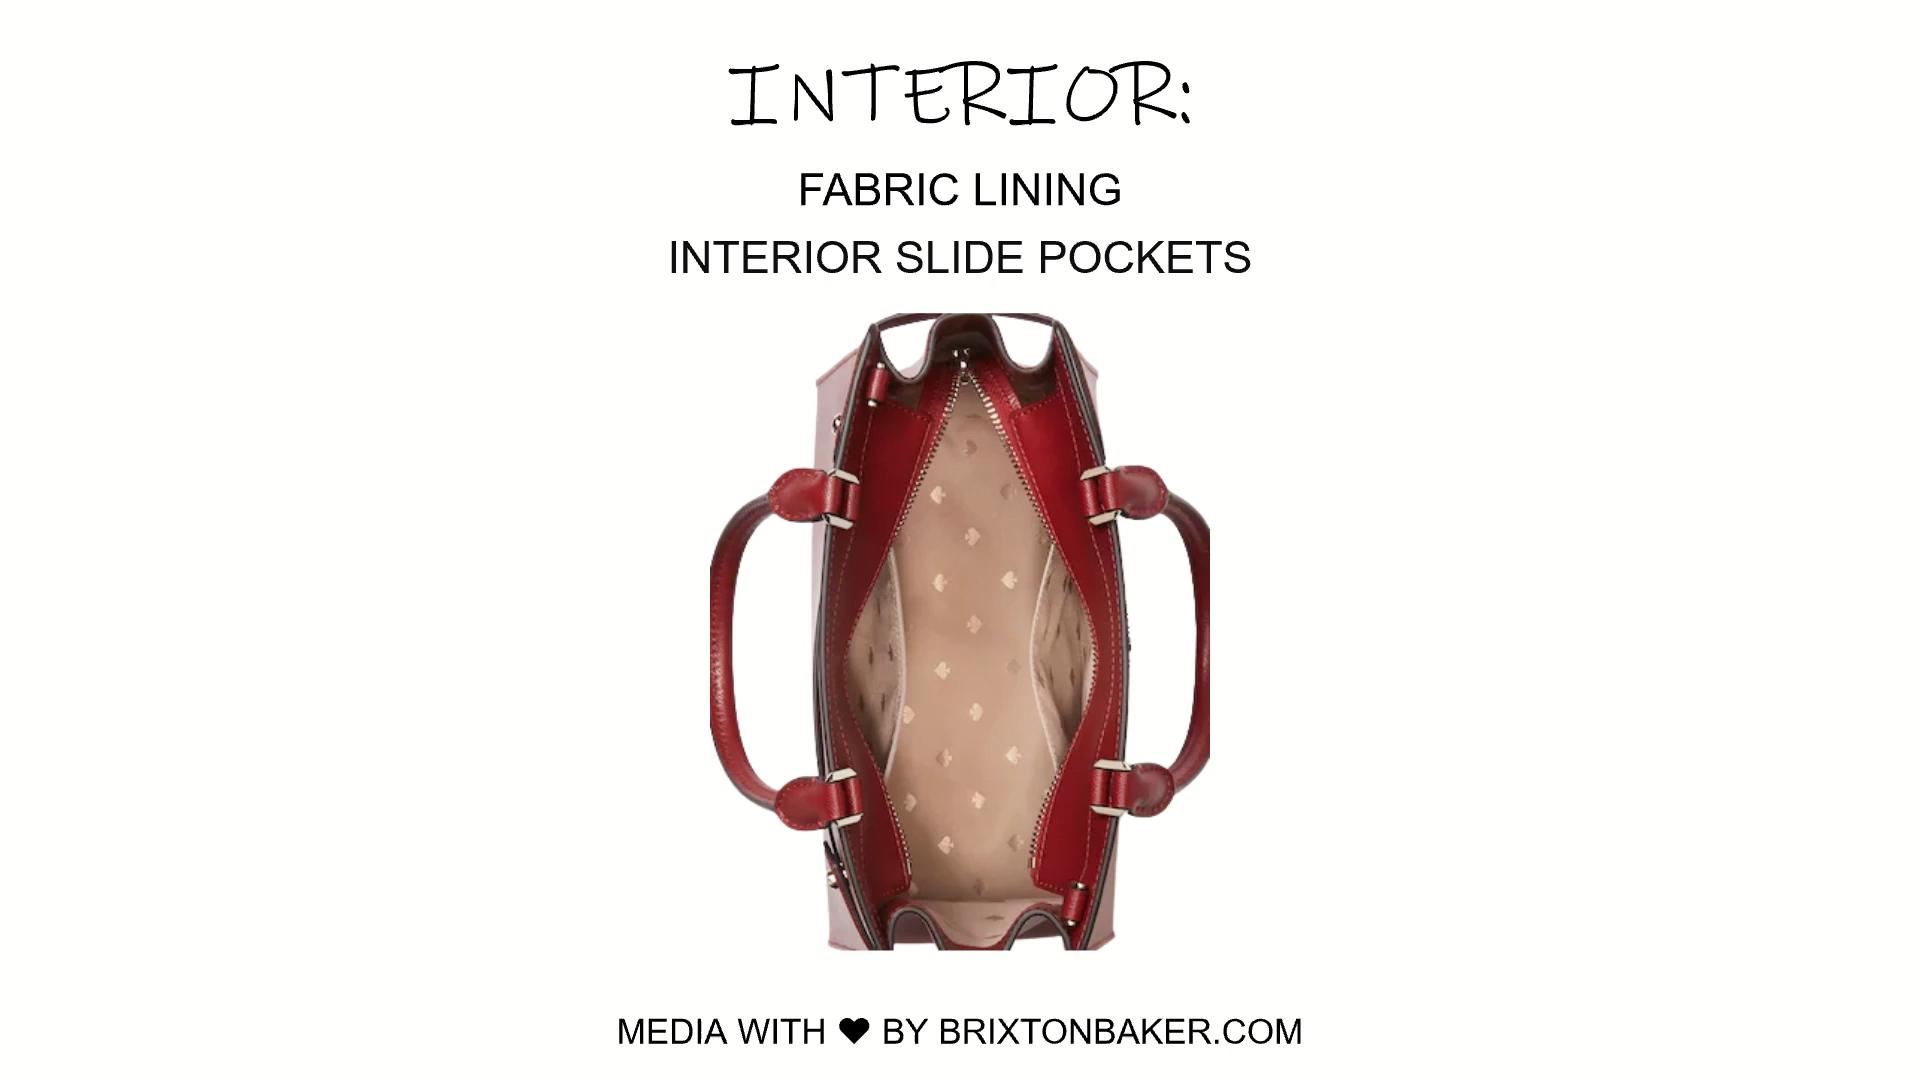 INTERIOR:
FABRIC LINING
INTERIOR SLIDE POCKETS
MEDIA WITH ♥ BY BRIXTONBAKER.COM